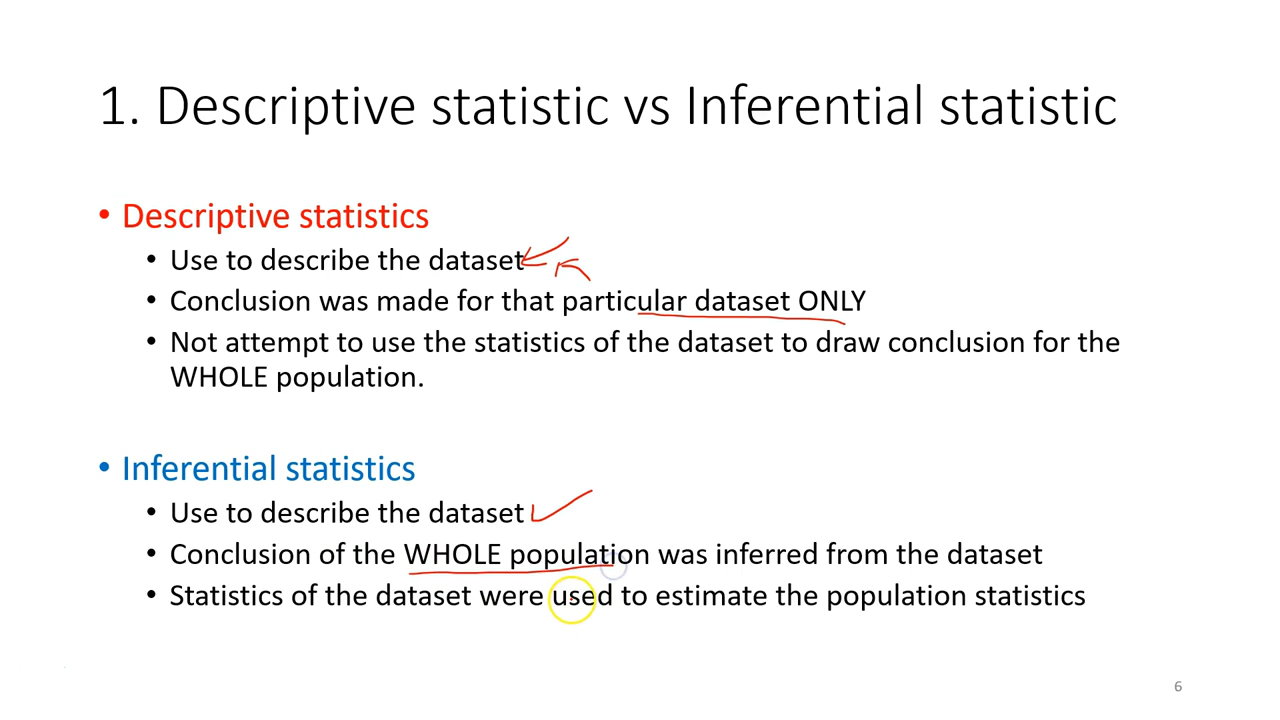 1. Descriptive statistic vs Inferential statistic
• Descriptive statistics
• Use to describe the dataset
• Conclusion was made for that particular dataset ONLY
• Not attempt to use the statistics of the dataset to draw conclusion for the
WHOLE population.
• Inferential statistics
• Use to describe the dataset
• Conclusion of the WHOLE population was inferred from the dataset
• Statistics of the dataset were used to estimate the population statistics
6